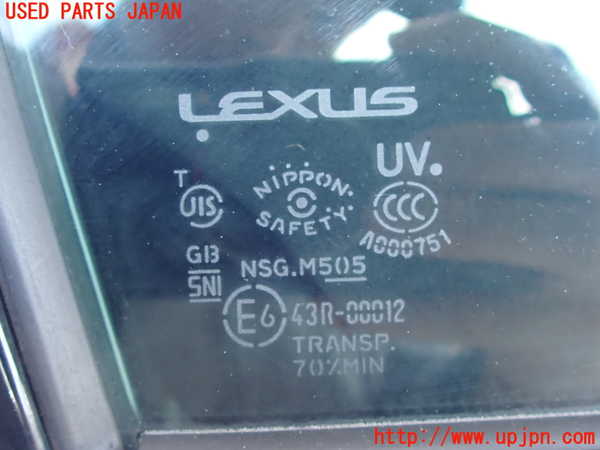 USED PARTS JAPAN
LEXUS
UV.
T
JIS
NIPPON
SAFETY
CCC
A000751
GB
SNI
NSG.M505
E6 43R-00012
TRANSP.
70%MIN
http://www.upjpn.com/